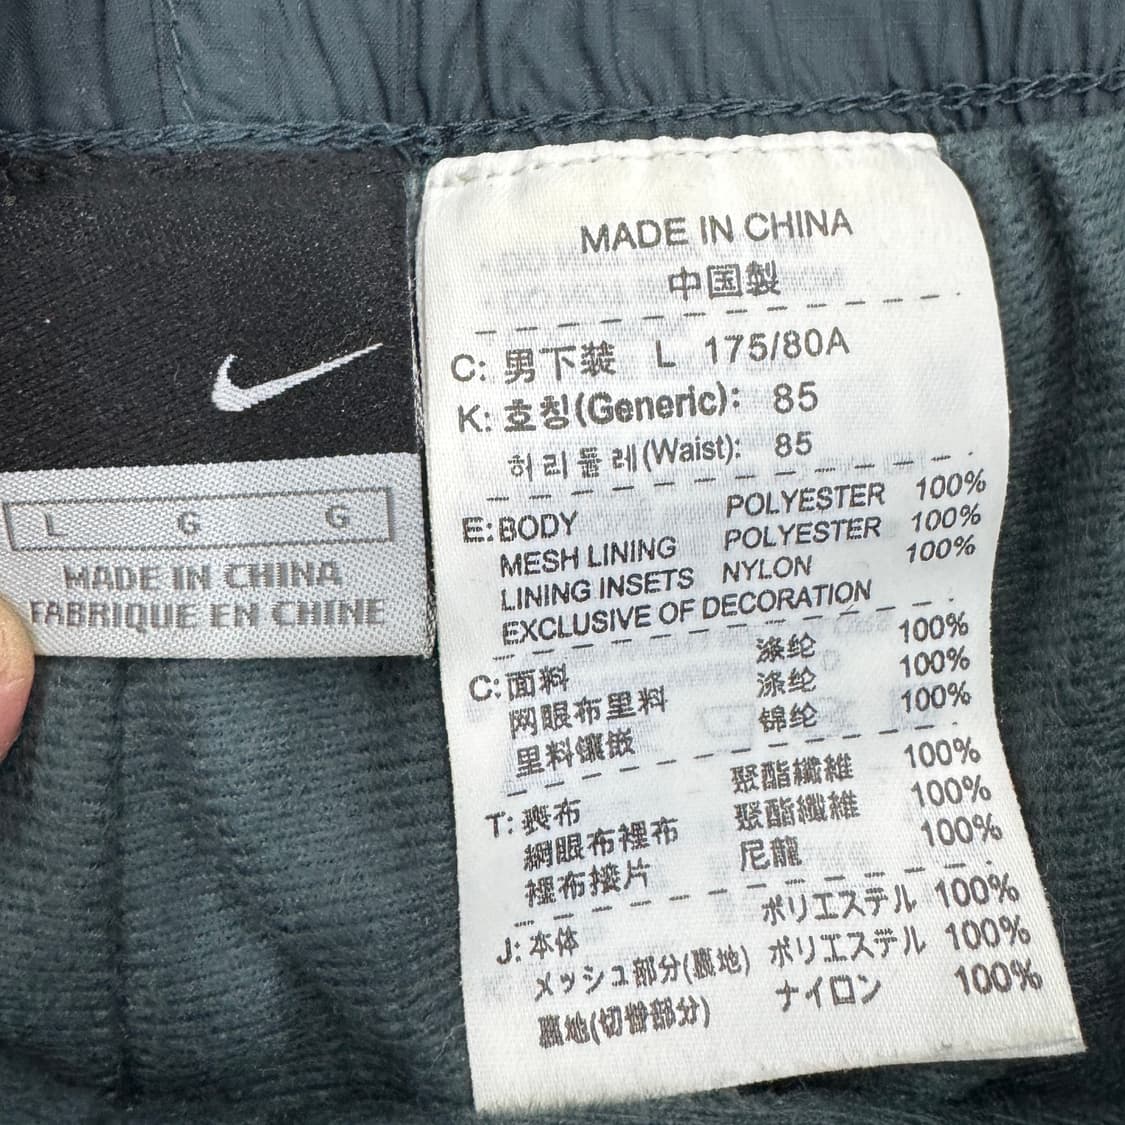 L G G
MADE IN CHINA
FABRIQUE EN CHINE
MADE IN CHINA
中国製
C: 男下装 L 175/80A
K: 호칭(Generic): 85
허리둘레(Waist): 85
E: BODY POLYESTER 100%
MESH LINING POLYESTER 100%
LINING INSETS NYLON 100%
EXCLUSIVE OF DECORATION
C: 面料 涤纶 100%
网眼布里料 涤纶 100%
里料镶嵌 锦纶 100%
T: 表布 聚酯纖維 100%
網眼布裡布 聚酯纖維 100%
裡布接片 尼龍 100%
J: 本体 ポリエステル 100%
メッシュ部分(裏地) ポリエステル 100%
裏地(切替部分) ナイロン 100%